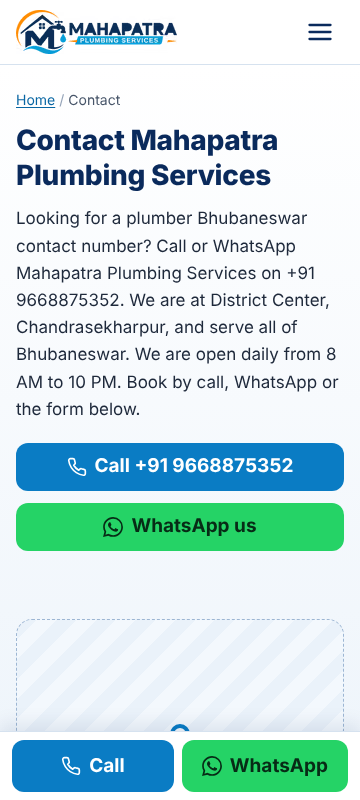 MAHAPATRA
PLUMBING SERVICES
Home / Contact
Contact Mahapatra
Plumbing Services
Looking for a plumber Bhubaneswar
contact number? Call or WhatsApp
Mahapatra Plumbing Services on +91
9668875352. We are at District Center,
Chandrasekharpur, and serve all of
Bhubaneswar. We are open daily from 8
AM to 10 PM. Book by call, WhatsApp or
the form below.
Call +91 9668875352
WhatsApp us
Call
WhatsApp